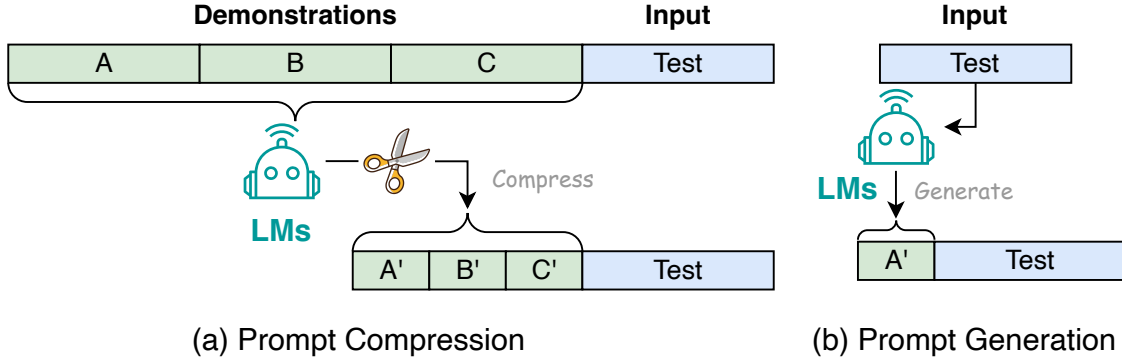 Demonstrations Input
A B C Test
LMs
Compress
A' B' C' Test
(a) Prompt Compression
Input
Test
LMs
Generate
A' Test
(b) Prompt Generation